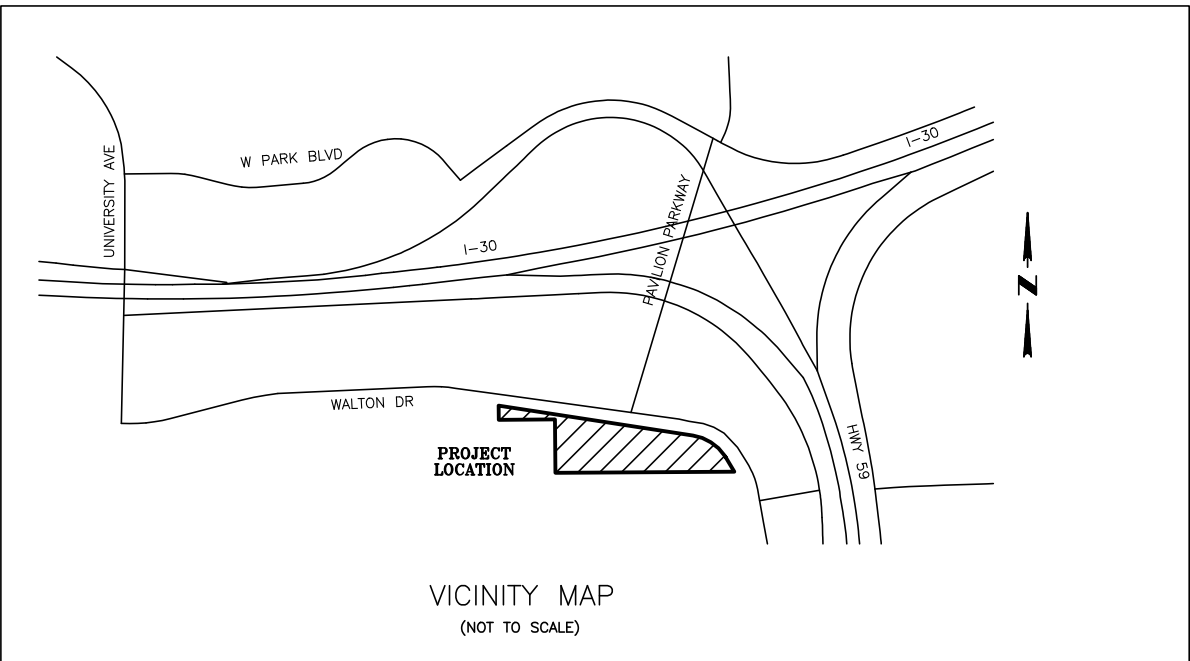 UNIVERSITY AVE
W PARK BLVD
I-30
I-30
PAVILION PARKWAY
N
WALTON DR
HWY 59
PROJECT
LOCATION
VICINITY MAP
(NOT TO SCALE)